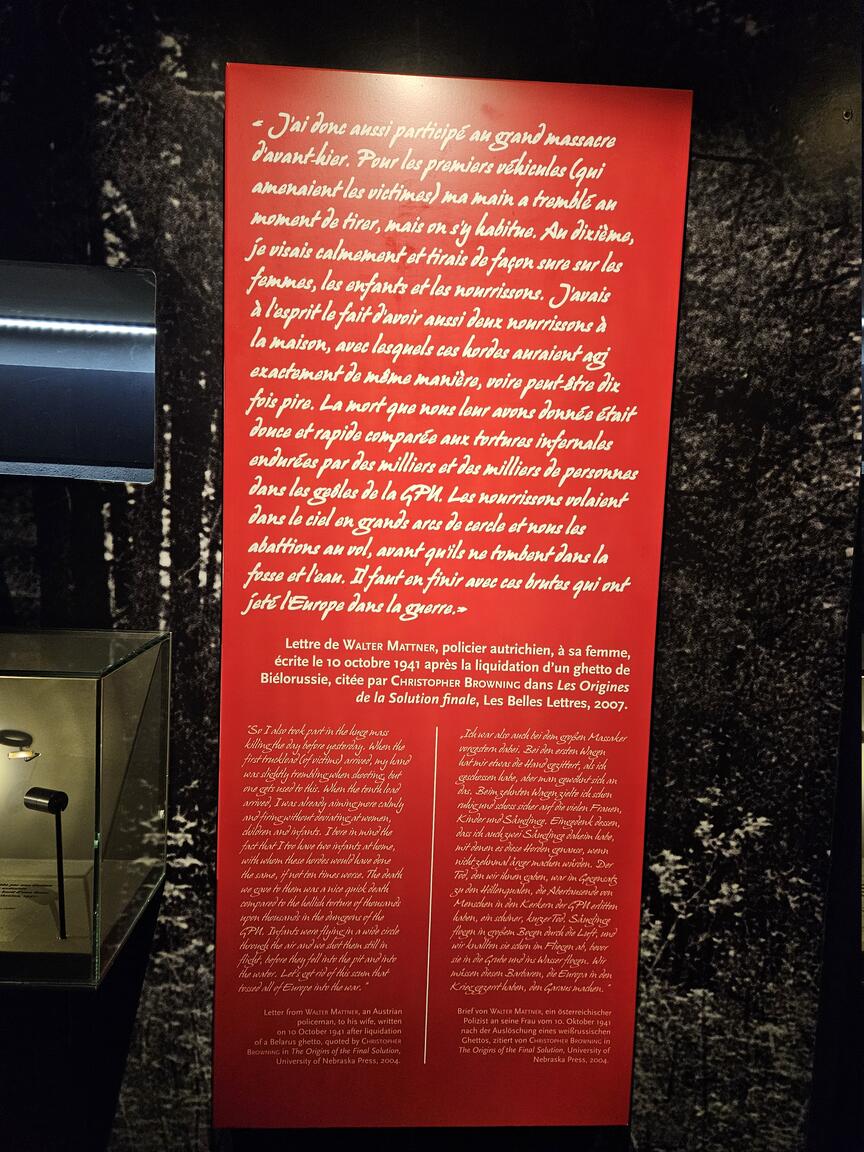 « J'ai donc aussi participé au grand massacre
d'avant-hier. Pour les premiers véhicules (qui
amenaient les victimes) ma main a tremblé au
moment de tirer, mais on s'y habitue. Au dixième,
je visais calmement et tirais de façon sure sur les
femmes, les enfants et les nourrissons. J'avais
à l'esprit le fait d'avoir aussi deux nourrissons à
la maison, avec lesquels ces hordes auraient agi
exactement de même manière, voire peut-être dix
fois pire. La mort que nous leur avons donnée était
douce et rapide comparée aux tortures infernales
endurées par des milliers et des milliers de personnes
dans les geôles de la GPU. Les nourrissons volaient
dans le ciel en grands arcs de cercle et nous les
abattions au vol, avant qu'ils ne tombent dans la
fosse et l'eau. Il faut en finir avec ces brutes qui ont
jeté l'Europe dans la guerre.»
Lettre de WALTER MATTNER, policier autrichien, à sa femme,
écrite le 10 octobre 1941 après la liquidation d'un ghetto de
Biélorussie, citée par CHRISTOPHER BROWNING dans Les Origines
de la Solution finale, Les Belles Lettres, 2007.
"So I also took part in the huge mass
killing the day before yesterday. When the
first truckload (of victims) arrived, my hand
was slightly trembling when shooting, but
one gets used to this. When the tenth load
arrived, I was already aiming more calmly
and firing without deviating at women,
children and infants. I bore in mind the
fact that I too have two infants at home,
with whom these hordes would have done
the same, if not ten times worse. The death
we gave to them was a nice quick death
compared to the hellish torture of thousands
upon thousands in the dungeons of the
GPU. Infants were flying in a wide circle
through the air and we shot them still in
flight, before they fell into the pit and into
the water. Let's get rid of this scum that
tossed all of Europe into the war."
Letter from WALTER MATTNER, an Austrian
policeman, to his wife, written
on 10 October 1941 after liquidation
of a Belarus ghetto, quoted by CHRISTOPHER
BROWNING in The Origins of the Final Solution,
University of Nebraska Press, 2004.
„Ich war also auch bei dem großen Massaker
vorgestern dabei. Bei den ersten Wagen
hat mir etwas die Hand gezittert, als ich
geschossen habe, aber man gewöhnt sich an
das. Beim zehnten Wagen zielte ich schon
ruhig und schoss sicher auf die vielen Frauen,
Kinder und Säuglinge. Eingedenk dessen,
dass ich auch zwei Säuglinge daheim habe,
mit denen es diese Horden genauso, wenn
nicht zehnmal ärger machen würden. Der
Tod, den wir ihnen gaben, war im Gegensatz
zu den Höllenqualen, die Abertausende von
Menschen in den Kerkern der GPU erlitten
haben, ein schöner, kurzer Tod. Säuglinge
flogen in großem Bogen durch die Luft, und
wir knallten sie schon im Fliegen ab, bevor
sie in die Grube und ins Wasser flogen. Wir
müssen diesen Barbaren, die Europa in den
Krieg gezerrt haben, den Garaus machen."
Brief von WALTER MATTNER, ein österreichischer
Polizist an seine Frau vom 10. Oktober 1941
nach der Auslöschung eines weißrussischen
Ghettos, zitiert von CHRISTOPHER BROWNING in
The Origins of the Final Solution, University of
Nebraska Press, 2004.